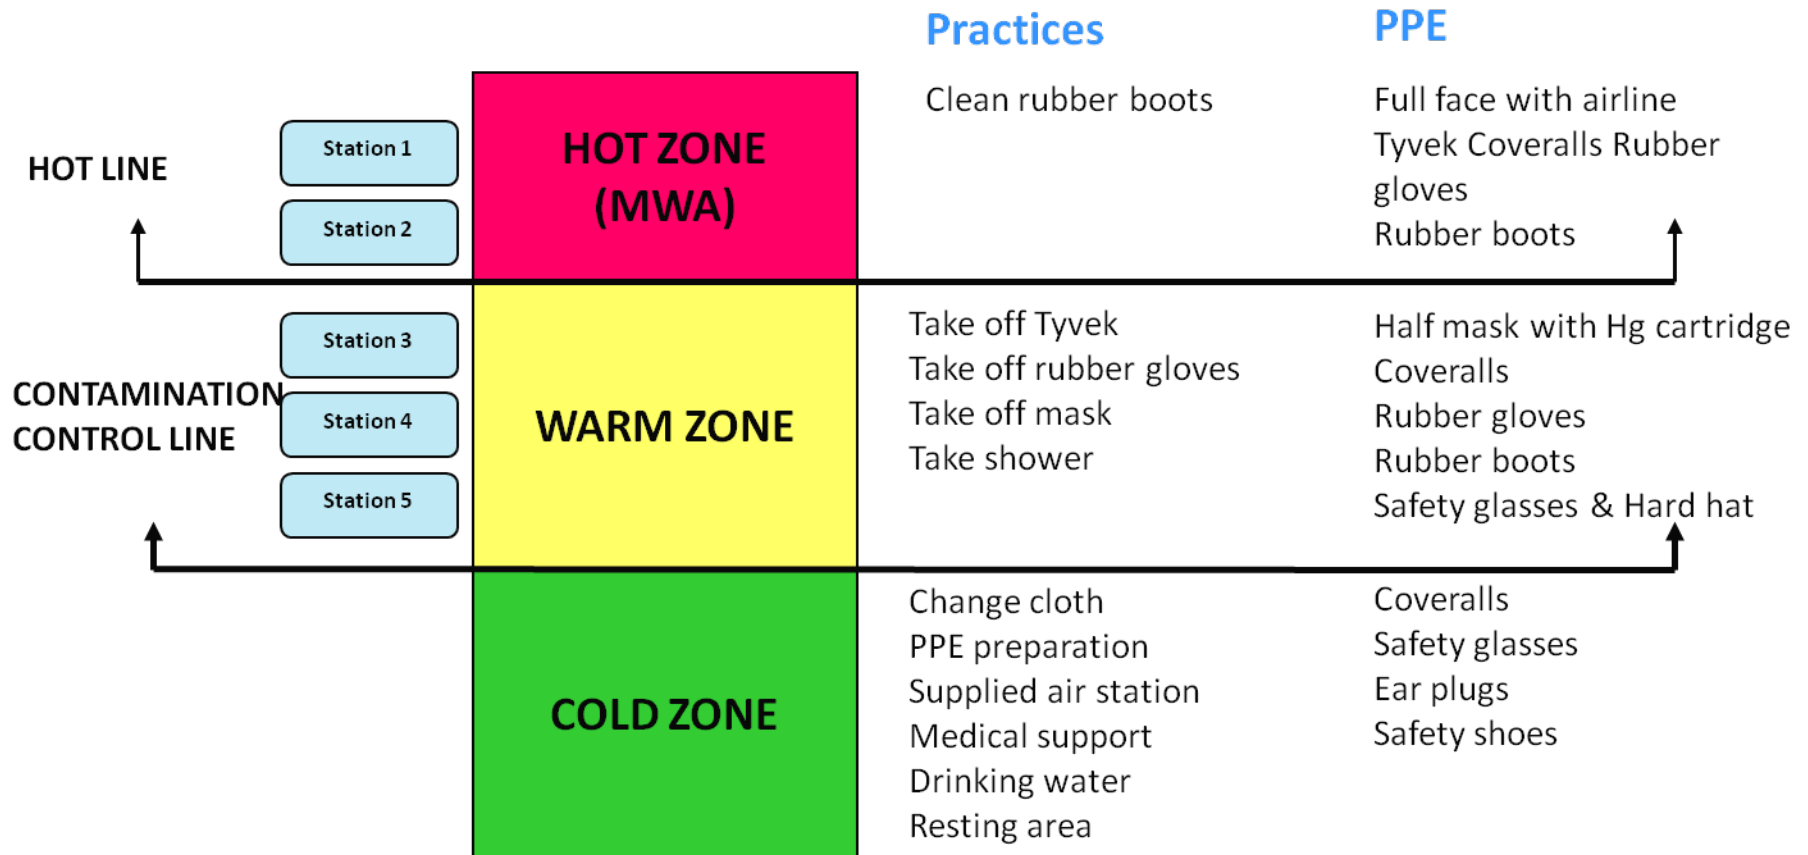 Practices
PPE
HOT LINE
Station 1
Station 2
HOT ZONE
(MWA)
Clean rubber boots
Full face with airline
Tyvek Coveralls Rubber
gloves
Rubber boots
CONTAMINATION
CONTROL LINE
Station 3
Station 4
Station 5
WARM ZONE
Take off Tyvek
Take off rubber gloves
Take off mask
Take shower
Half mask with Hg cartridge
Coveralls
Rubber gloves
Rubber boots
Safety glasses & Hard hat
COLD ZONE
Change cloth
PPE preparation
Supplied air station
Medical support
Drinking water
Resting area
Coveralls
Safety glasses
Ear plugs
Safety shoes